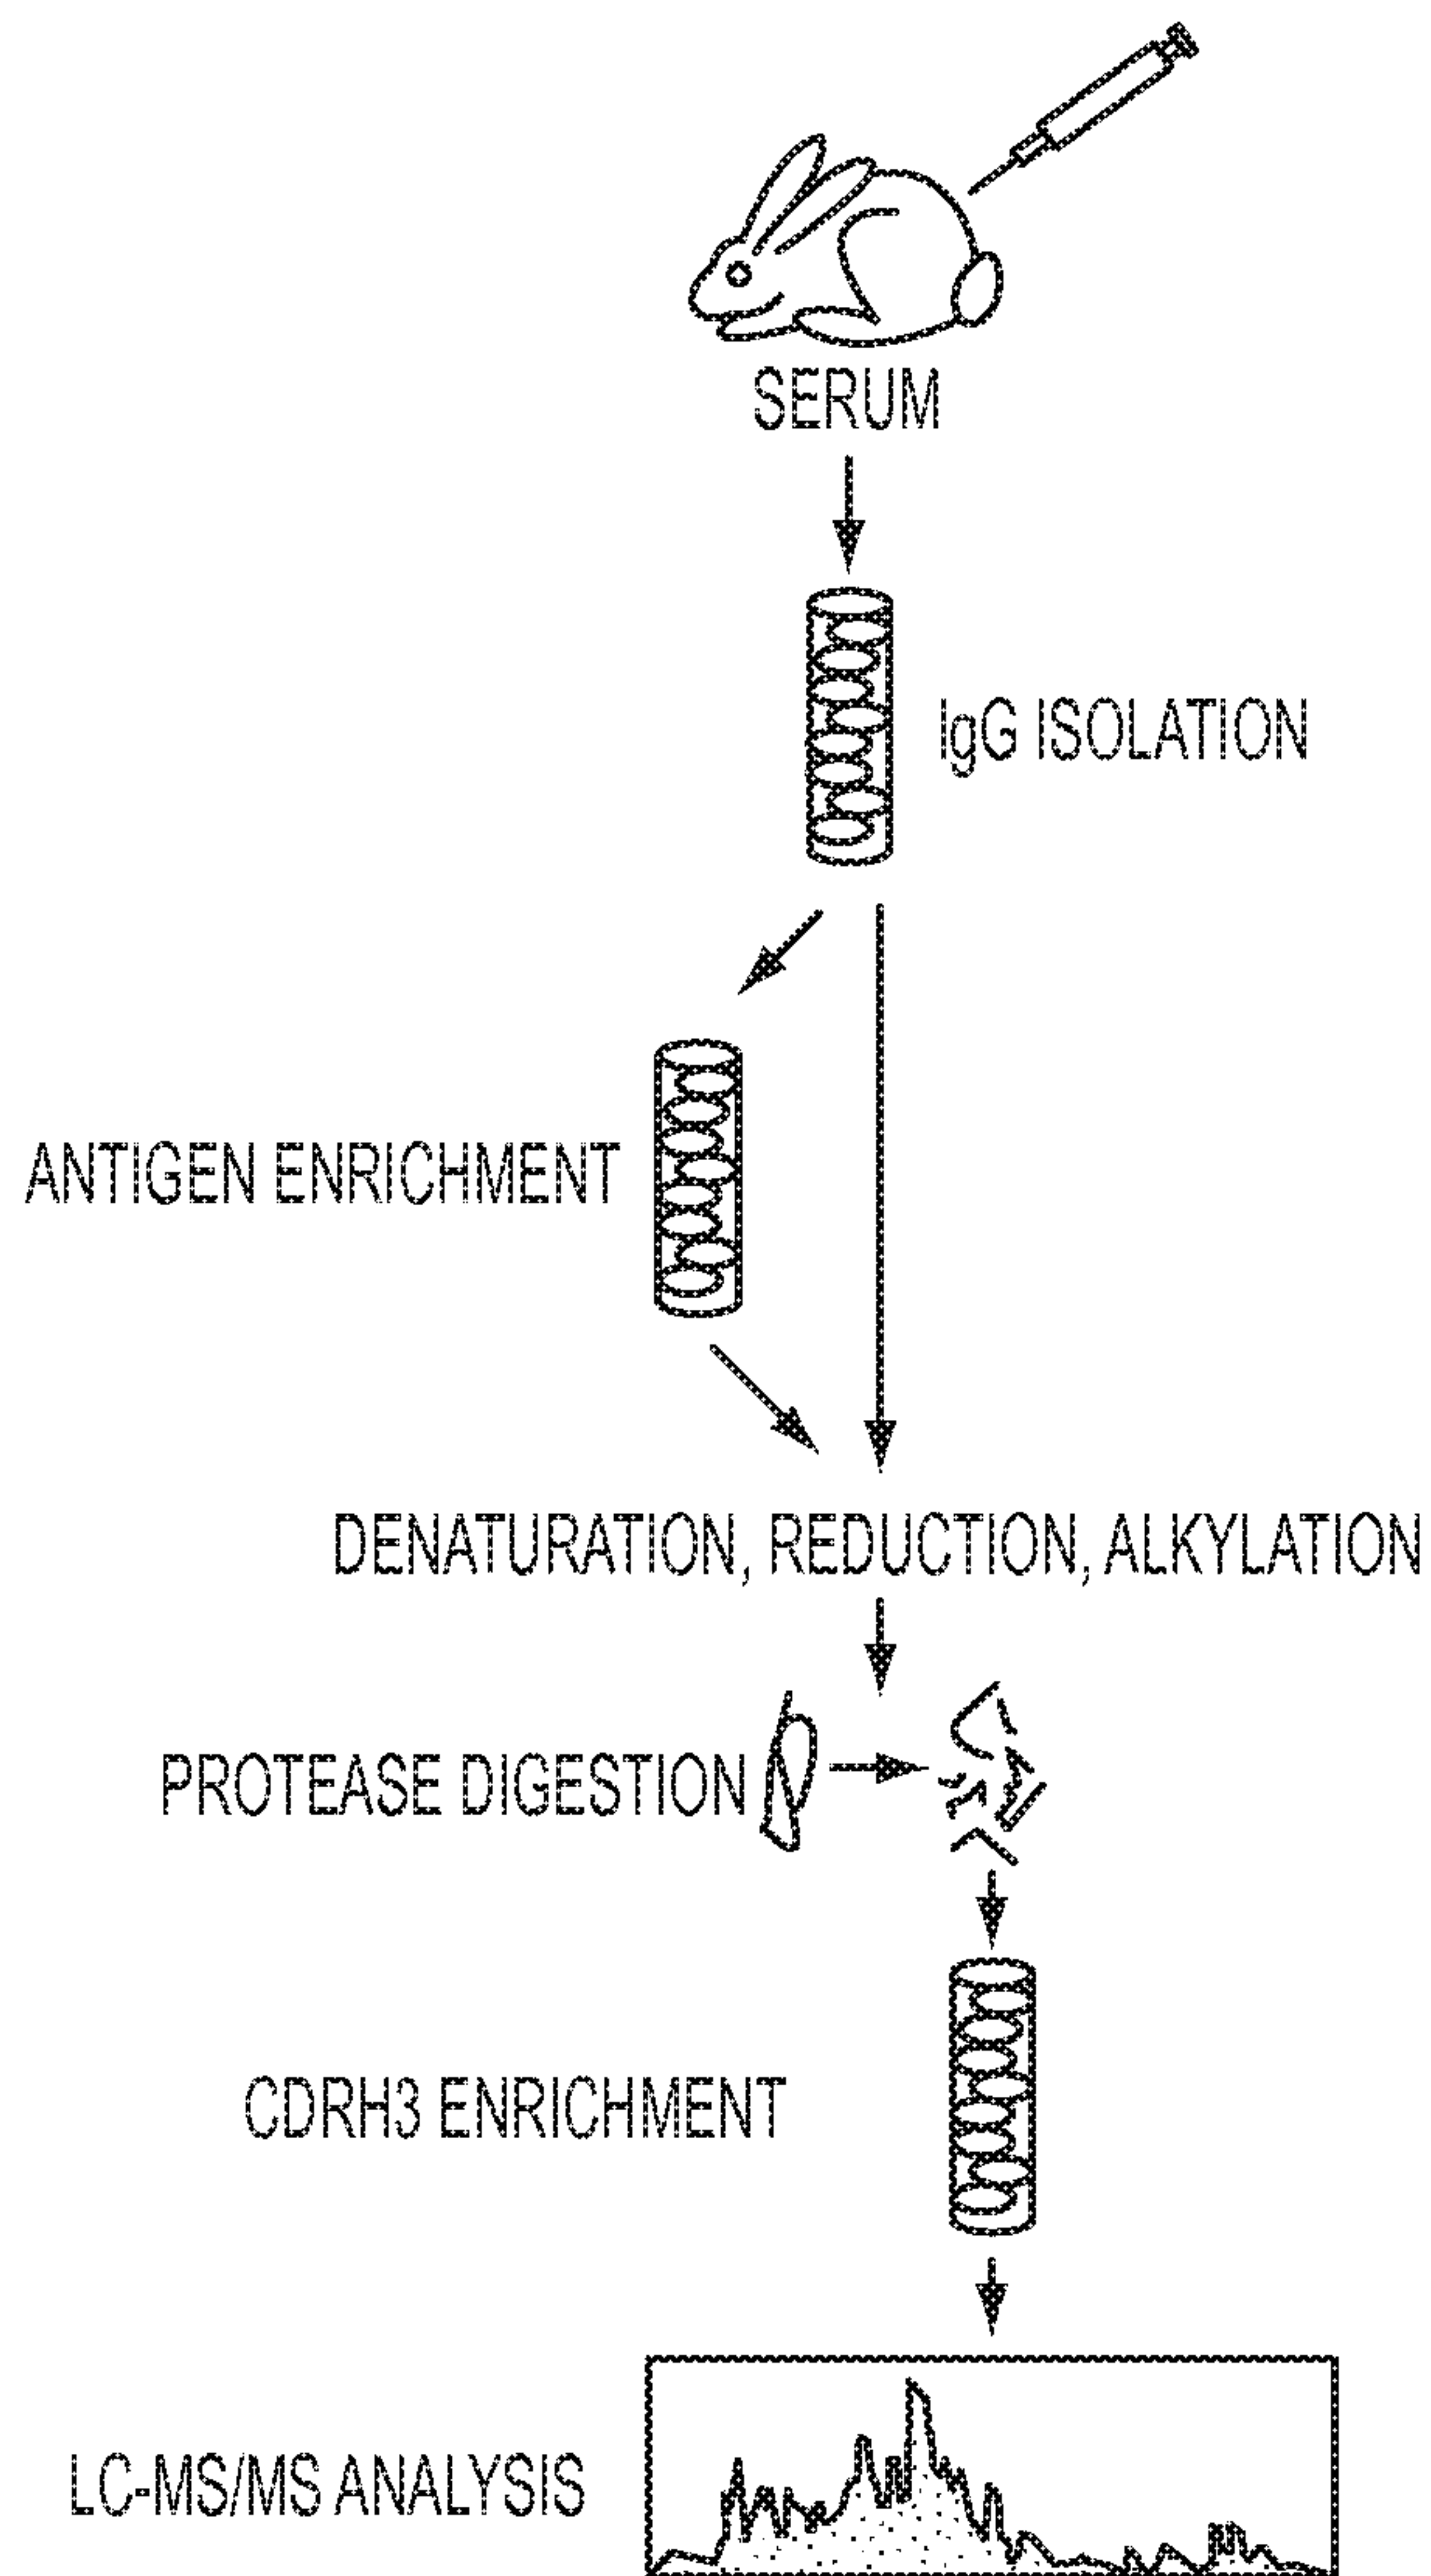 SERUM
IgG ISOLATION
ANTIGEN ENRICHMENT
DENATURATION, REDUCTION, ALKYLATION
PROTEASE DIGESTION
CDRH3 ENRICHMENT
LC-MS/MS ANALYSIS